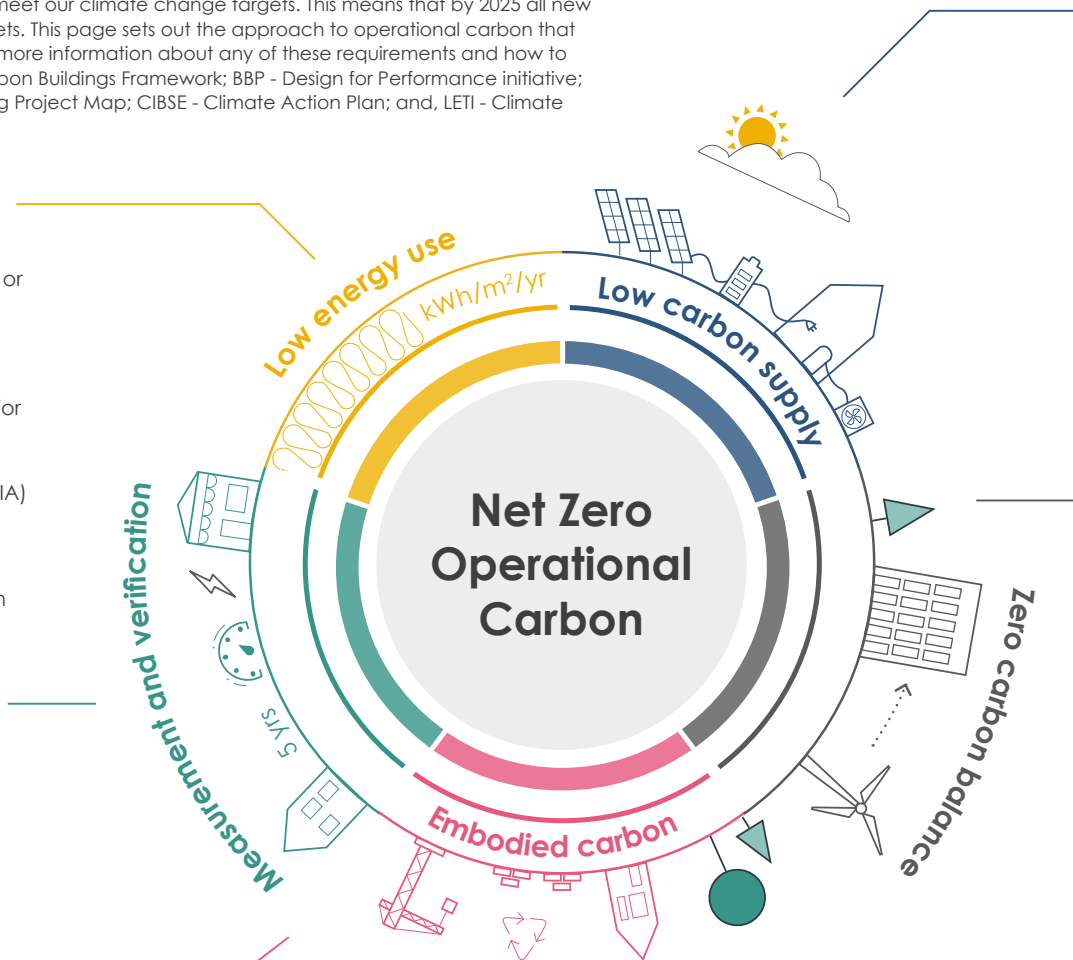 meet our climate change targets. This means that by 2025 all new
ets. This page sets out the approach to operational carbon that
more information about any of these requirements and how to
bon Buildings Framework; BBP - Design for Performance initiative;
g Project Map; CIBSE - Climate Action Plan; and, LETI - Climate
or
or
IA)
n
Low energy use
kWh/m²/yr
Low carbon supply
Net Zero
Operational
Carbon
Measurement and verification
5 yrs
Zero carbon balance
Embodied carbon